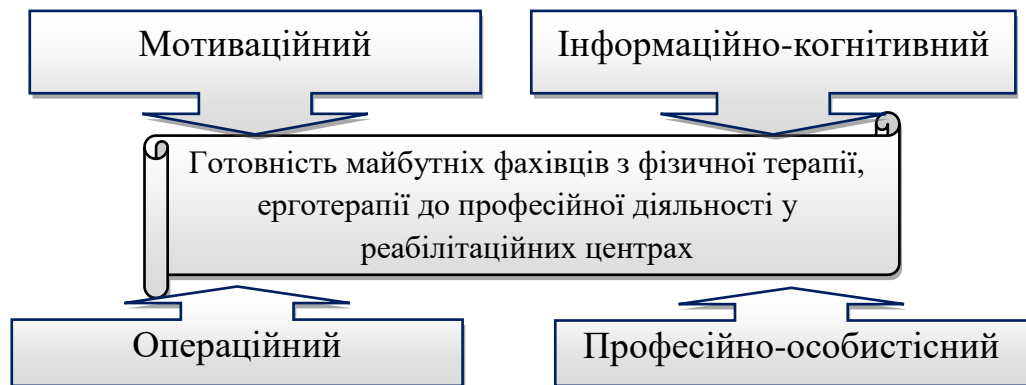 Мотиваційний
Інформаційно-когнітивний
Готовність майбутніх фахівців з фізичної терапії,
ерготерапії до професійної діяльності у
реабілітаційних центрах
Операційний
Професійно-особистісний